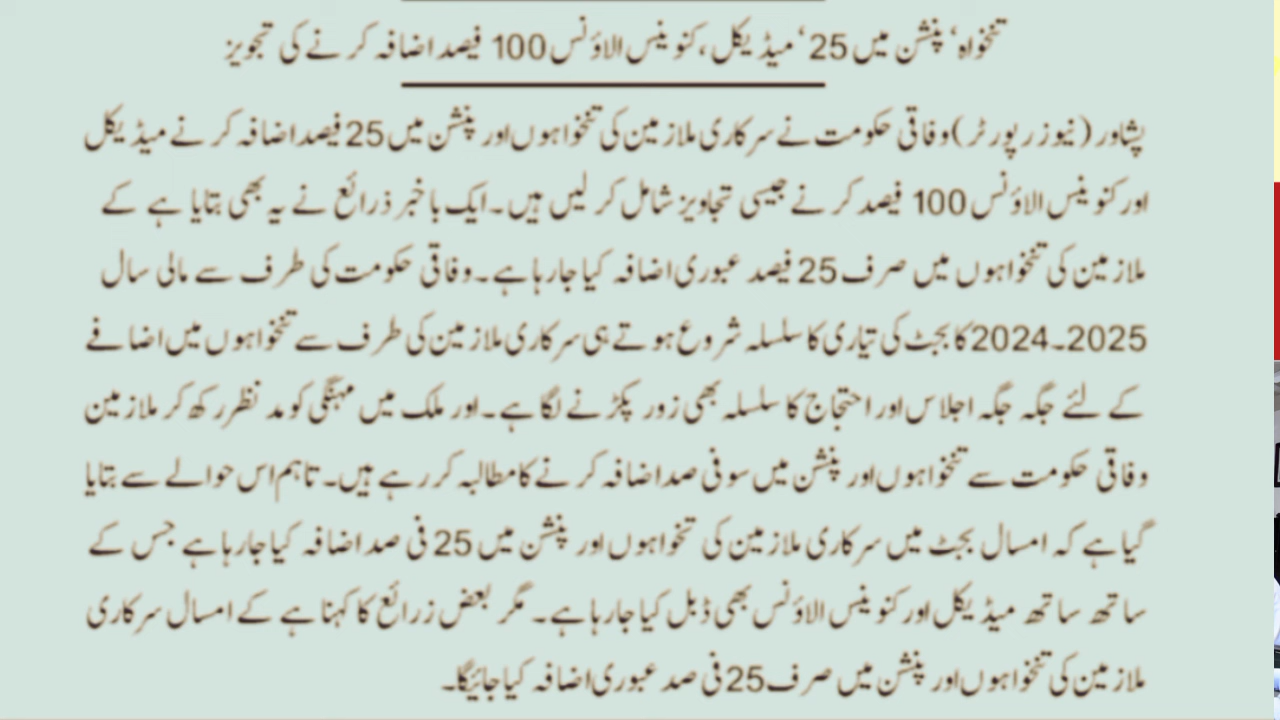 تنخواہ‘ پنشن میں 25‘ میڈیکل، کنوینس الاؤنس 100 فیصد اضافہ کرنے کی تجویز
پشاور (نیوز رپورٹر) وفاقی حکومت نے سرکاری ملازمین کی تنخواہوں اور پنشن میں 25 فیصد اضافہ کرنے میڈیکل
اور کنوینس الاؤنس 100 فیصد کرنے جیسی تجاویز شامل کر لیں ہیں۔ ایک باخبر ذرائع نے یہ بھی بتایا ہے کے
ملازمین کی تنخواہوں میں صرف 25 فیصد عبوری اضافہ کیا جارہا ہے۔ وفاقی حکومت کی طرف سے مالی سال
2024۔2025 کا بجٹ کی تیاری کا سلسلہ شروع ہوتے ہی سرکاری ملازمین کی طرف سے تنخواہوں میں اضافے
کے لئے جگہ جگہ اجلاس اور احتجاج کا سلسلہ بھی زور پکڑنے لگا ہے۔ اور ملک میں مہنگی کو مد نظر رکھ کر ملازمین
وفاقی حکومت سے تنخواہوں اور پنشن میں سو فی صد اضافہ کرنے کا مطالبہ کر رہے ہیں۔ تاہم اس حوالے سے بتایا
گیا ہے کہ امسال بجٹ میں سرکاری ملازمین کی تنخواہوں اور پنشن میں 25 فی صد اضافہ کیا جارہا ہے جس کے
ساتھ ساتھ میڈیکل اور کنوینس الاؤنس بھی ڈبل کیا جارہا ہے۔ مگر بعض زرائع کا کہنا ہے کے امسال سرکاری
ملازمین کی تنخواہوں اور پنشن میں صرف 25 فی صد عبوری اضافہ کیا جائیگا۔